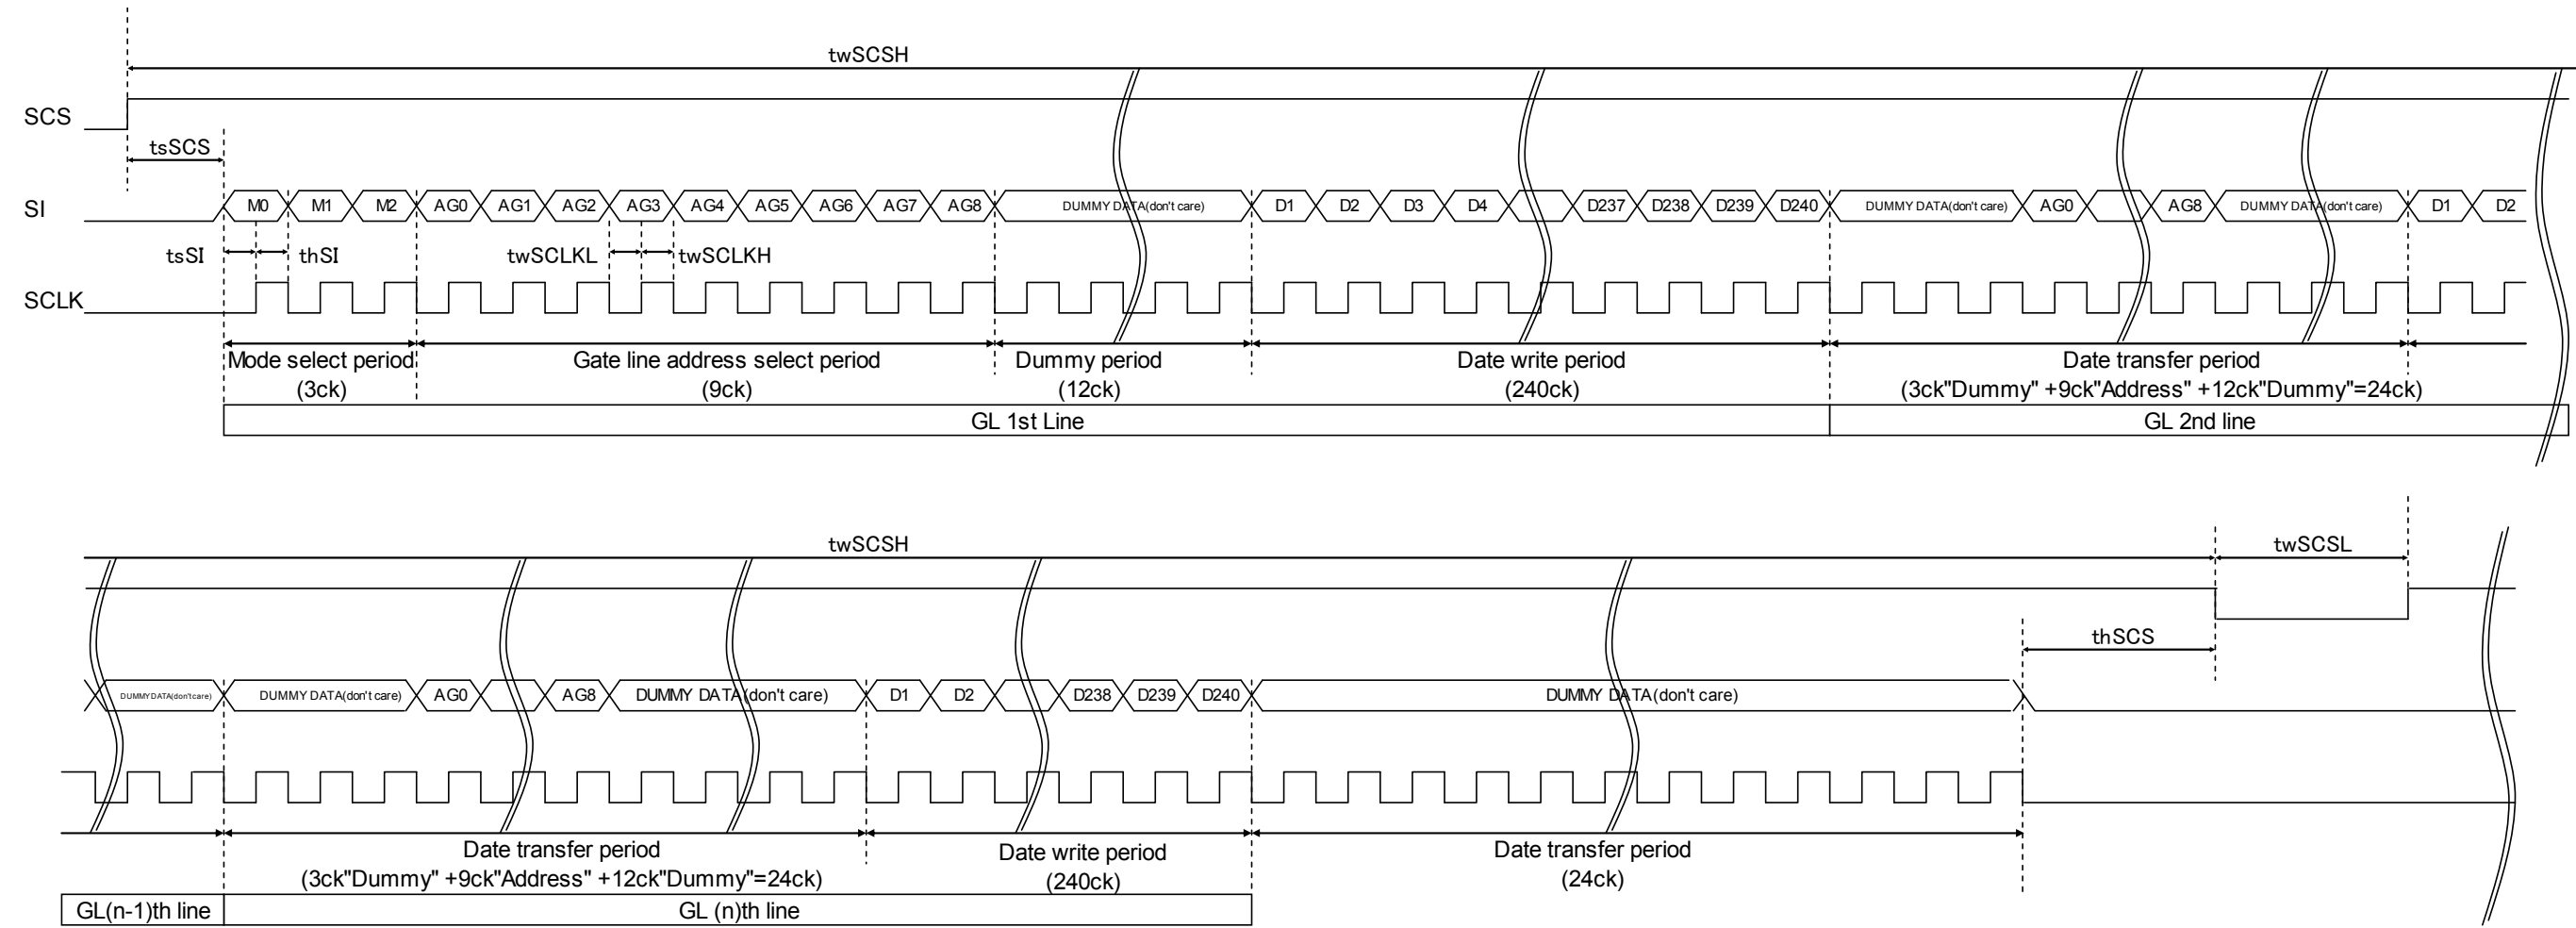 twSCSH
SCS
tsSCS
SI M0 M1 M2 AG0 AG1 AG2 AG3 AG4 AG5 AG6 AG7 AG8 DUMMY DATA(don't care) D1 D2 D3 D4 D237 D238 D239 D240 DUMMY DATA(don't care) AG0 AG8 DUMMY DATA(don't care) D1 D2
tsSI thSI twSCLKL twSCLKH
SCLK
Mode select period Gate line address select period Dummy period Date write period Date transfer period
(3ck) (9ck) (12ck) (240ck) (3ck"Dummy" +9ck"Address" +12ck"Dummy"=24ck)
GL 1st Line GL 2nd line
twSCSH twSCSL
thSCS
DUMMY DATA(don't care) DUMMY DATA(don't care) AG0 AG8 DUMMY DATA(don't care) D1 D2 D238 D239 D240 DUMMY DATA(don't care)
Date transfer period Date write period Date transfer period
(3ck"Dummy" +9ck"Address" +12ck"Dummy"=24ck) (240ck) (24ck)
GL(n-1)th line GL (n)th line